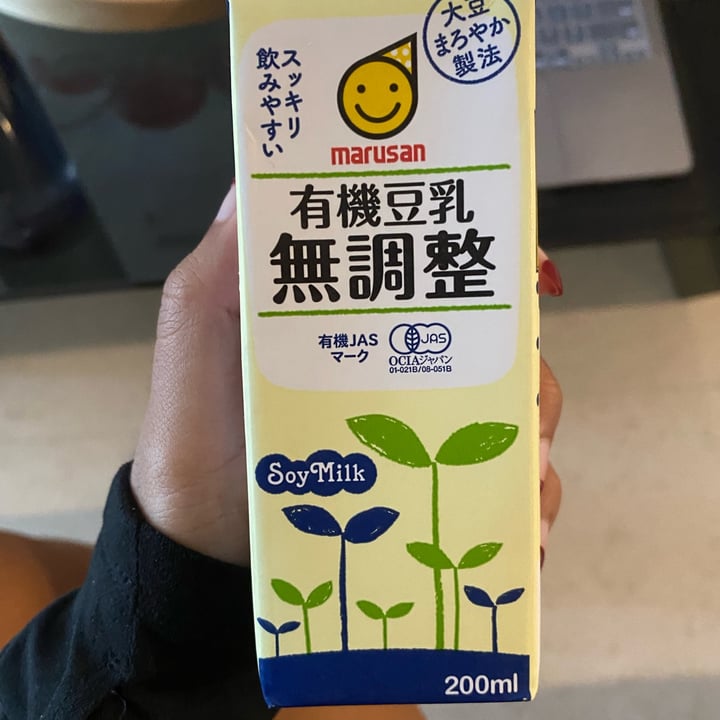 大豆
まろやか
製法
スッキリ
飲みやすい
marusan
有機豆乳
無調整
有機JAS
マーク
JAS
OCIAジャパン
01-021B/08-051B
SoyMilk
200ml